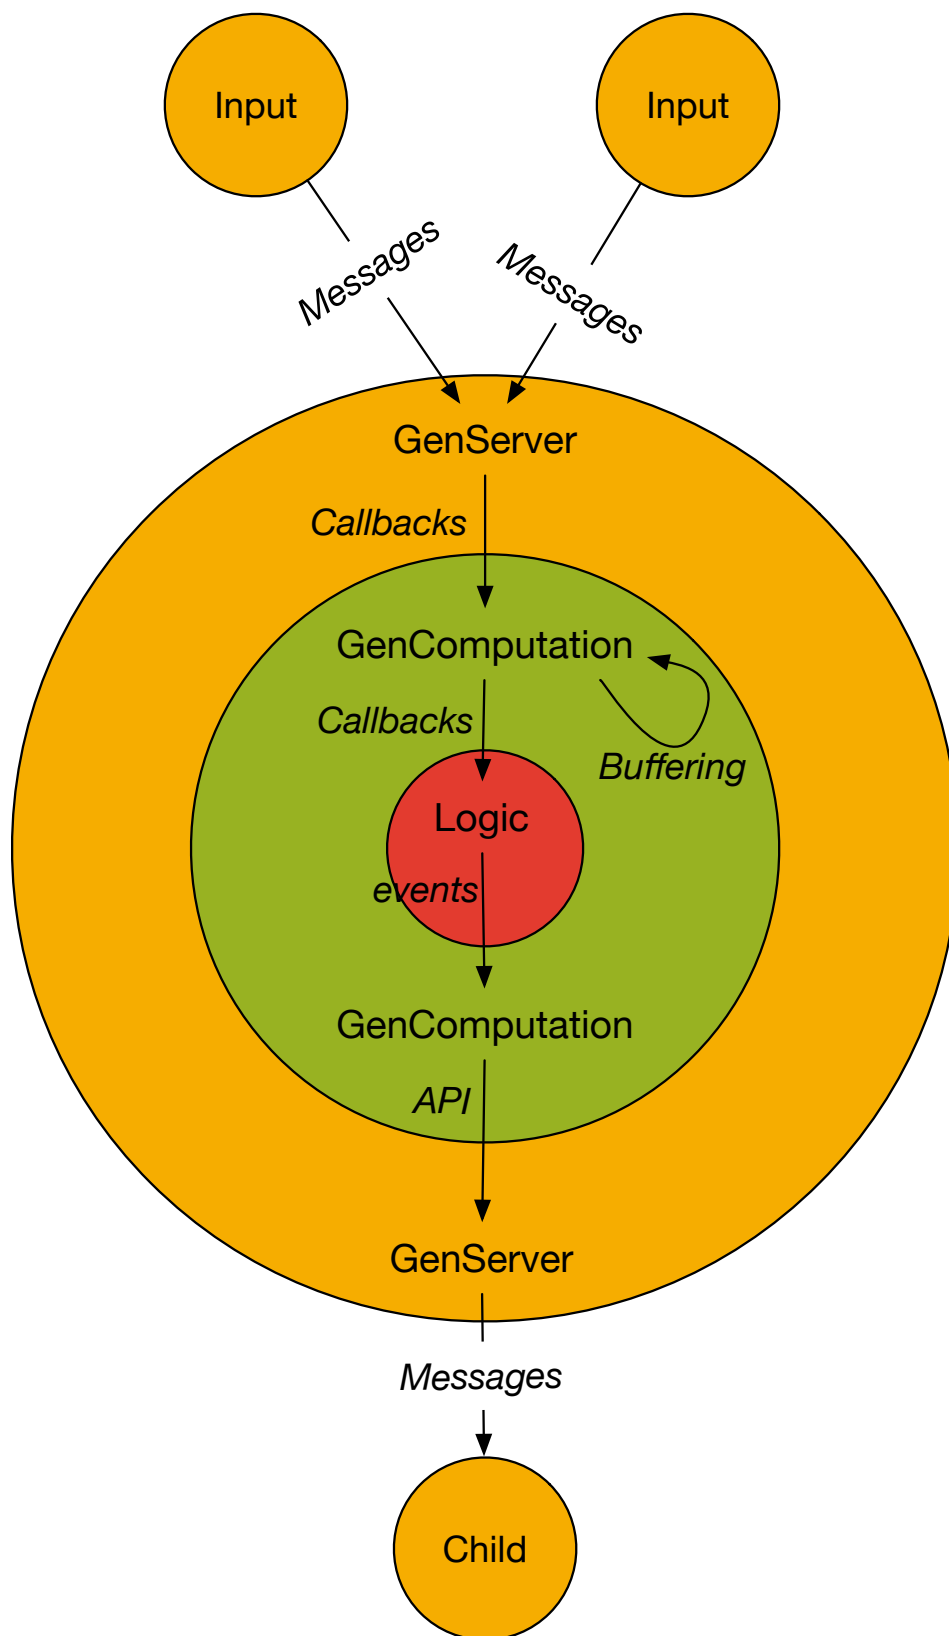 Input
Input
Messages
Messages
GenServer
Callbacks
GenComputation
Callbacks
Buffering
Logic
events
GenComputation
API
GenServer
Messages
Child